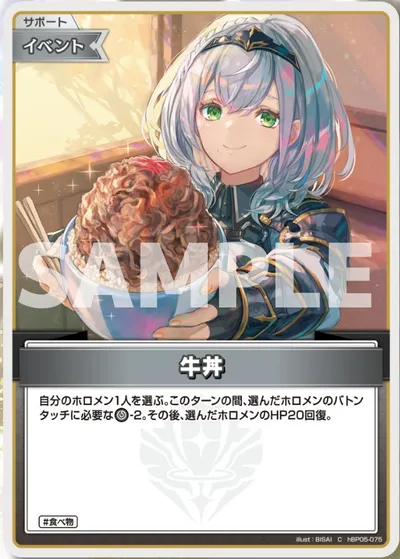 サポート
イベント
SAMPLE
牛丼
自分のホロメン1人を選ぶ。このターンの間、選んだホロメンのバトン
タッチに必要な-2。その後、選んだホロメンのHP20回復。
#食べ物
illust : BISAI C hBP05-075